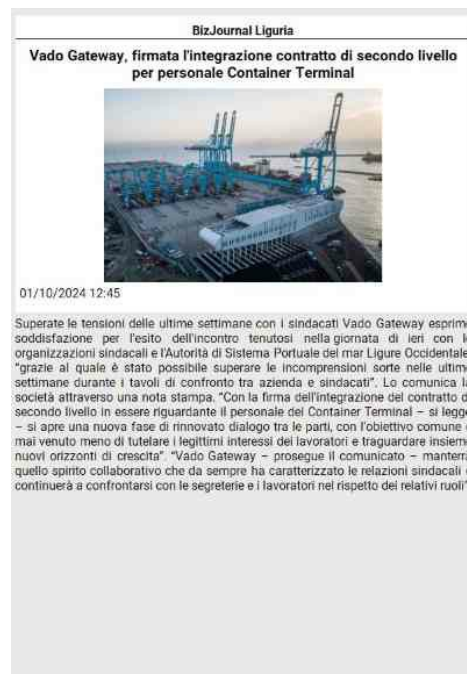 BizJournal Liguria
Vado Gateway, firmata l'integrazione contratto di secondo livello
per personale Container Terminal
01/10/2024 12:45
Superate le tensioni delle ultime settimane con i sindacati Vado Gateway esprime
soddisfazione per l'esito dell'incontro tenutosi nella giornata di ieri con l
organizzazioni sindacali e l'Autorità di Sistema Portuale del mar Ligure Occidentale
"grazie al quale è stato possibile superare le incomprensioni sorte nelle ultime
settimane durante i tavoli di confronto tra azienda e sindacati". Lo comunica la
società attraverso una nota stampa. "Con la firma dell'integrazione del contratto d
secondo livello in essere riguardante il personale del Container Terminal – si legge
– si apre una nuova fase di rinnovato dialogo tra le parti, con l'obiettivo comune e
mai venuto meno di tutelare i legittimi interessi dei lavoratori e traguardare insieme
nuovi orizzonti di crescita". "Vado Gateway – prosegue il comunicato – manterrà
quello spirito collaborativo che da sempre ha caratterizzato le relazioni sindacali e
continuerà a confrontarsi con le segreterie e i lavoratori nel rispetto dei relativi ruoli"